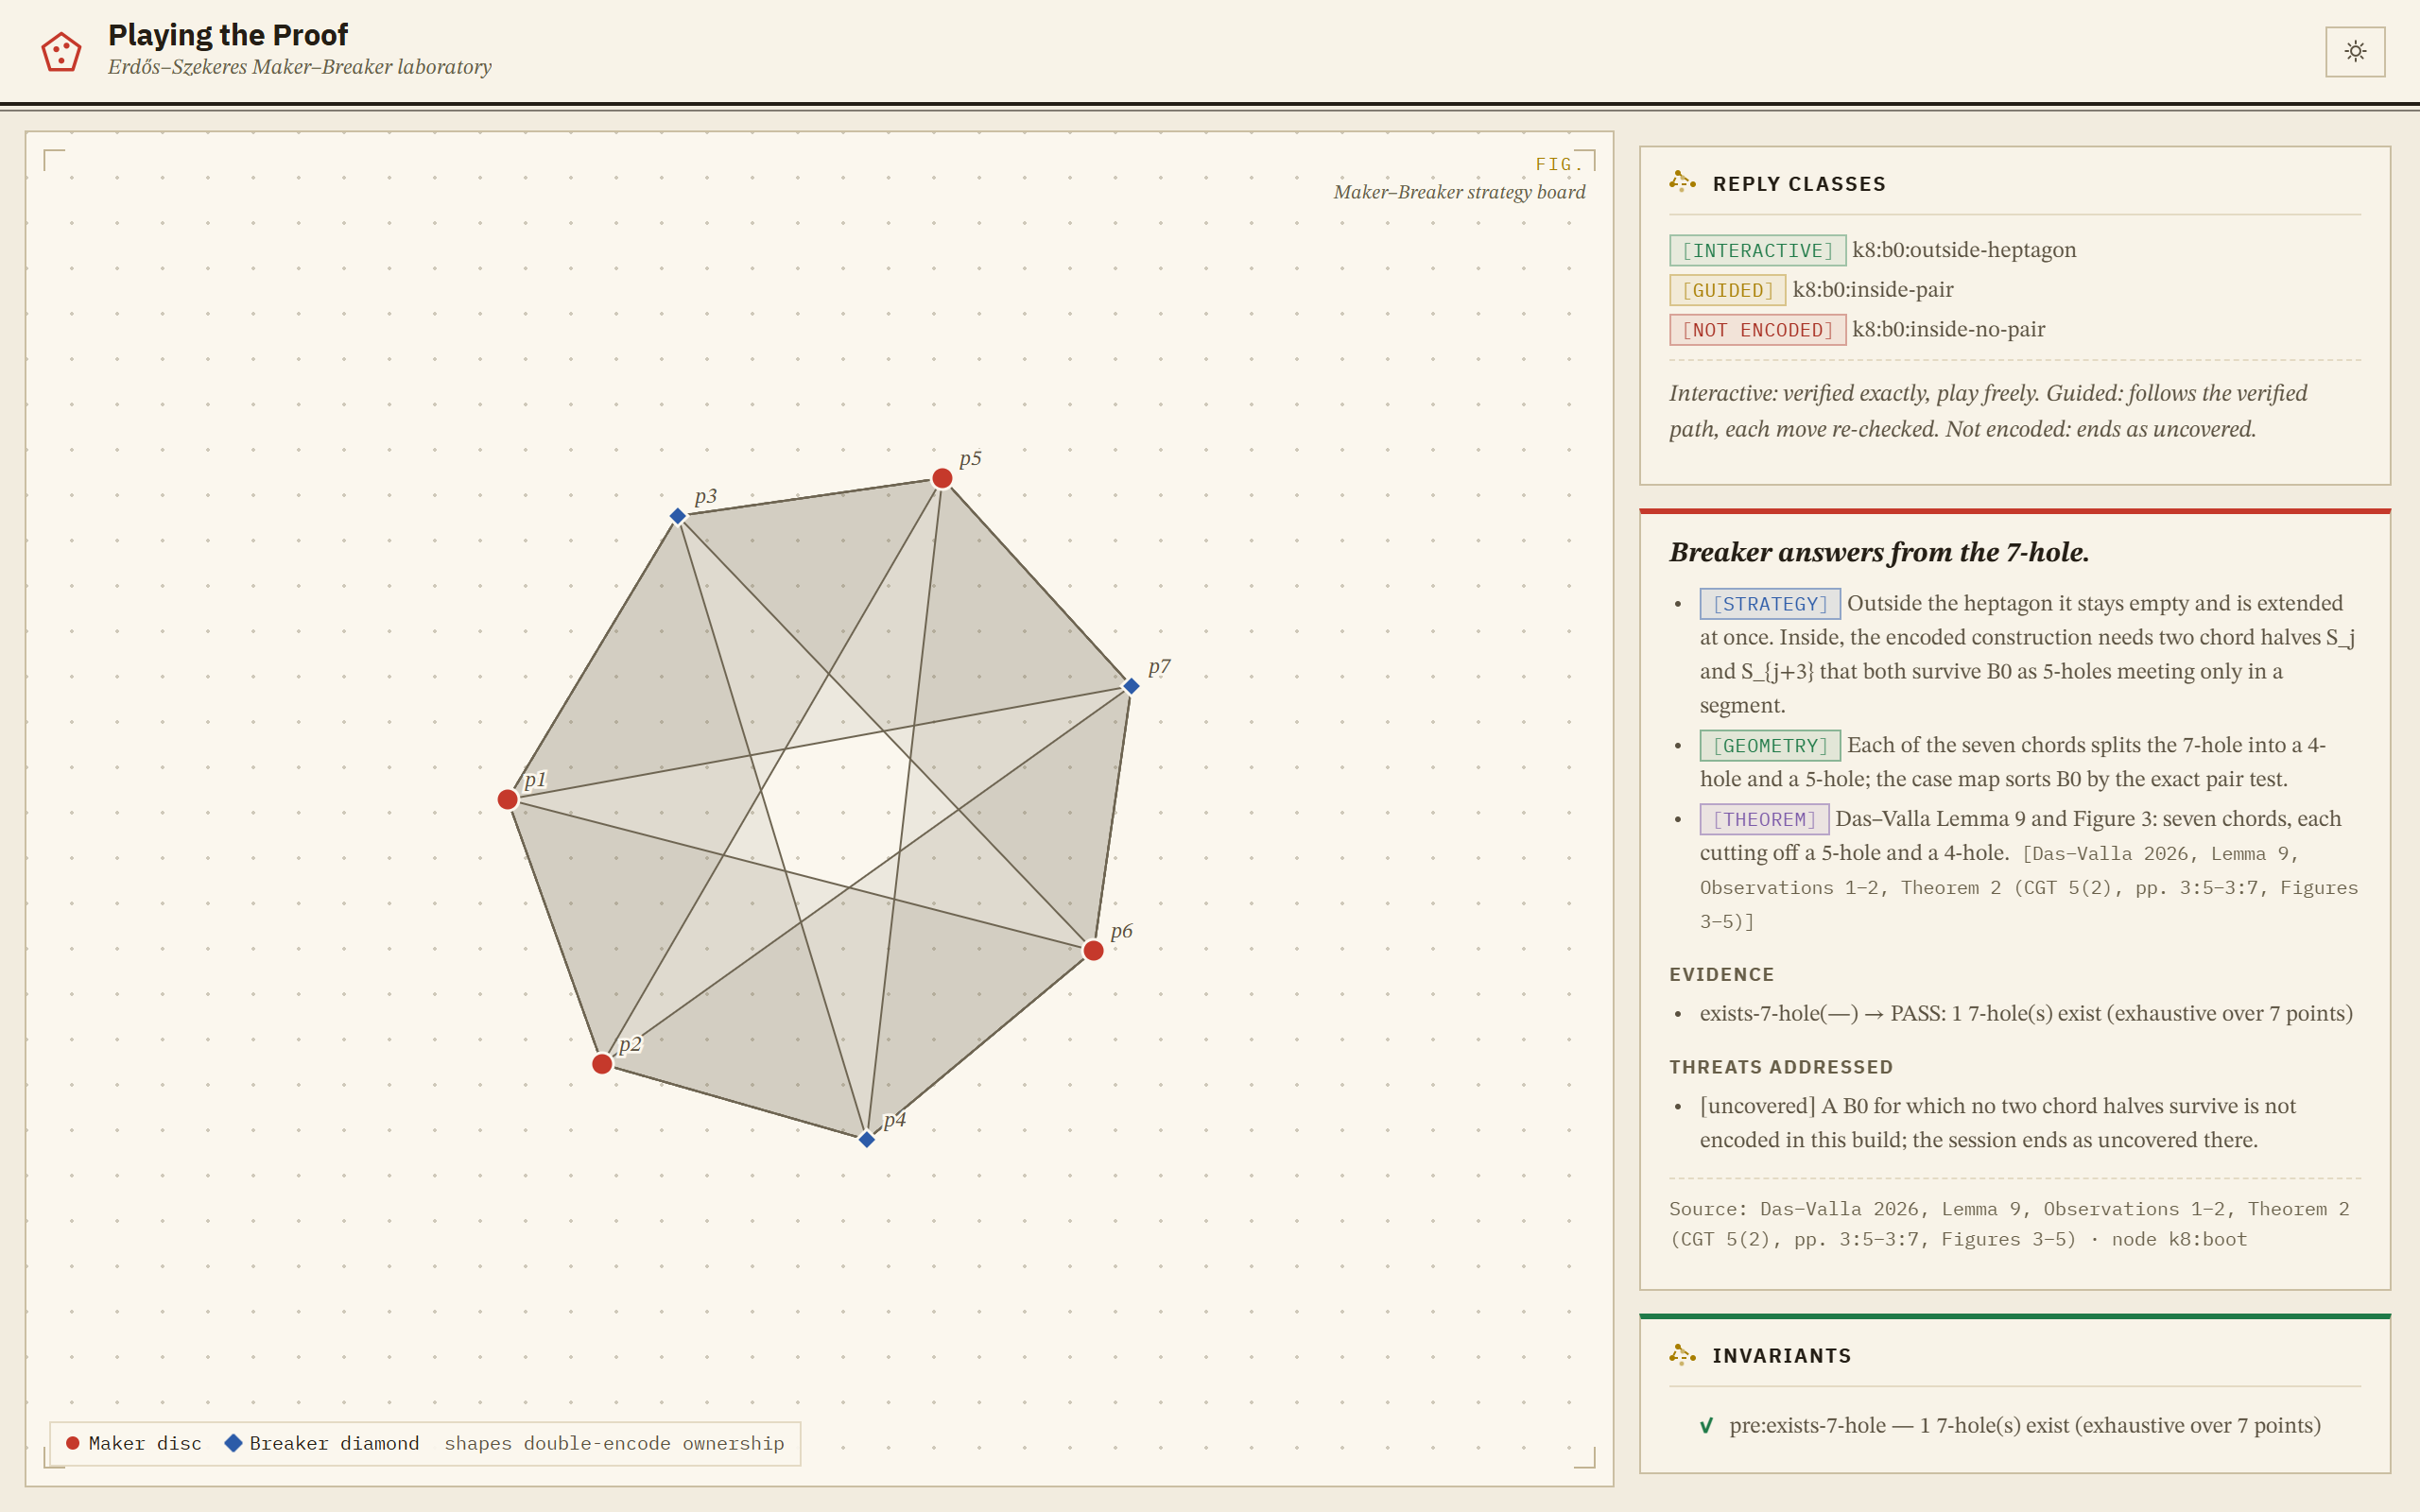 Playing the Proof
Erdős–Szekeres Maker–Breaker laboratory
FIG.
Maker–Breaker strategy board
p5
p3
p7
p1
p6
p2
p4
Maker disc Breaker diamond shapes double-encode ownership
REPLY CLASSES
[INTERACTIVE] k8:b0:outside-heptagon
[GUIDED] k8:b0:inside-pair
[NOT ENCODED] k8:b0:inside-no-pair
Interactive: verified exactly, play freely. Guided: follows the verified
path, each move re-checked. Not encoded: ends as uncovered.
Breaker answers from the 7-hole.
• [STRATEGY] Outside the heptagon it stays empty and is extended
at once. Inside, the encoded construction needs two chord halves S_j
and S_{j+3} that both survive B0 as 5-holes meeting only in a
segment.
• [GEOMETRY] Each of the seven chords splits the 7-hole into a 4-
hole and a 5-hole; the case map sorts B0 by the exact pair test.
• [THEOREM] Das–Valla Lemma 9 and Figure 3: seven chords, each
cutting off a 5-hole and a 4-hole. [Das–Valla 2026, Lemma 9,
Observations 1–2, Theorem 2 (CGT 5(2), pp. 3:5–3:7, Figures
3–5)]
EVIDENCE
• exists-7-hole(—) → PASS: 1 7-hole(s) exist (exhaustive over 7 points)
THREATS ADDRESSED
• [uncovered] A B0 for which no two chord halves survive is not
encoded in this build; the session ends as uncovered there.
Source: Das–Valla 2026, Lemma 9, Observations 1–2, Theorem 2
(CGT 5(2), pp. 3:5–3:7, Figures 3–5) · node k8:boot
INVARIANTS
✓ pre:exists-7-hole — 1 7-hole(s) exist (exhaustive over 7 points)